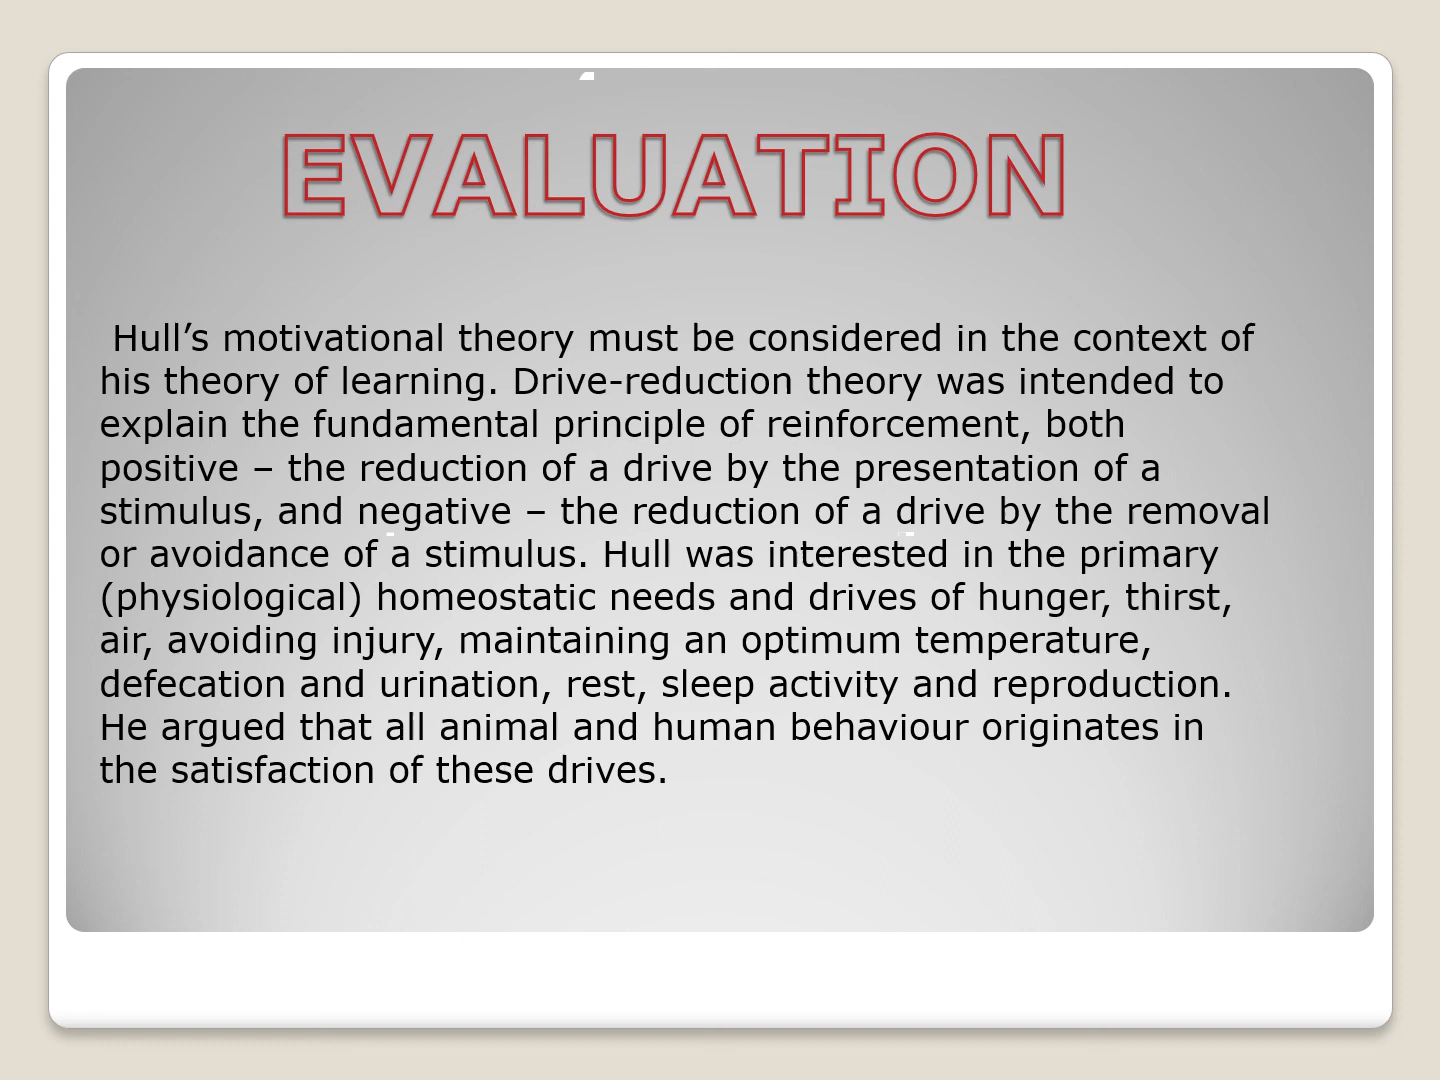 EVALUATION
Hull’s motivational theory must be considered in the context of
his theory of learning. Drive-reduction theory was intended to
explain the fundamental principle of reinforcement, both
positive – the reduction of a drive by the presentation of a
stimulus, and negative – the reduction of a drive by the removal
or avoidance of a stimulus. Hull was interested in the primary
(physiological) homeostatic needs and drives of hunger, thirst,
air, avoiding injury, maintaining an optimum temperature,
defecation and urination, rest, sleep activity and reproduction.
He argued that all animal and human behaviour originates in
the satisfaction of these drives.